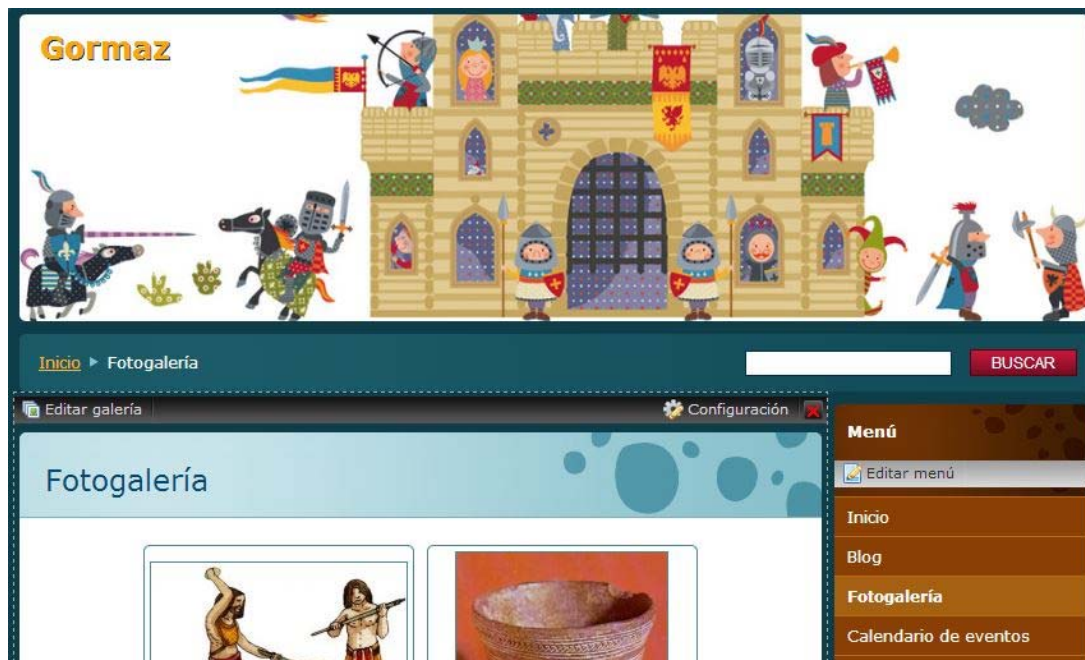 Gormaz
Inicio ▶ Fotogalería
BUSCAR
Editar galería
Configuración
Fotogalería
Menú
Editar menú
Inicio
Blog
Fotogalería
Calendario de eventos